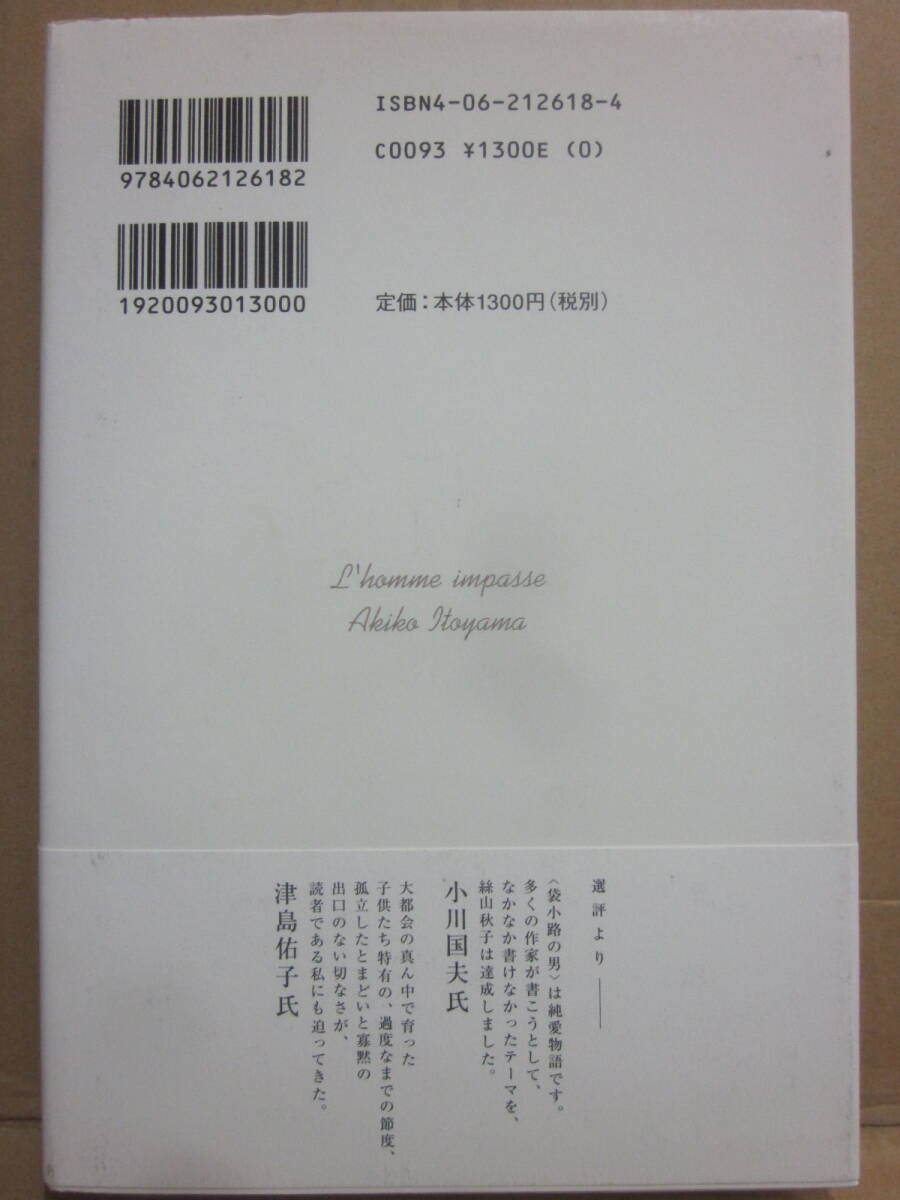 ISBN4-06-212618-4
C0093 ¥1300E (0)
9784062126182
1920093013000
定価：本体1300円（税別）
L'homme impasse
Akiko Itoyama
選評より――
〈袋小路の男〉は純愛物語です。
多くの作家が書こうとして、
なかなか書けなかったテーマを、
絲山秋子は達成しました。
小川国夫氏
大都会の真ん中で育った
子供たち特有の、過度なまでの節度、
孤立したとまどいと寡黙の
出口のない切なさが、
読者である私にも迫ってきた。
津島佑子氏